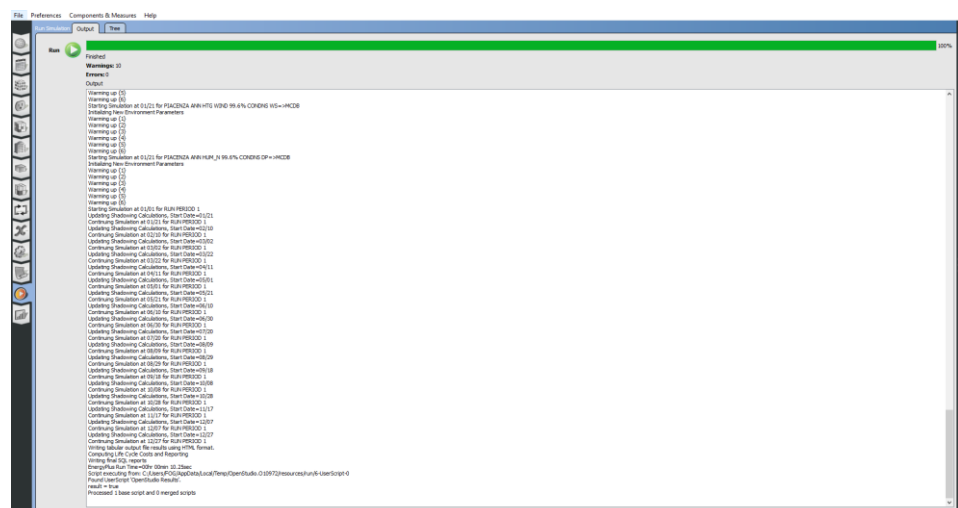 File Preferences Components & Measures Help
Run Simulation Output Tree
Run
100%
Finished
Warnings: 10
Errors: 0
Output
Warming up {5}
Warming up {6}
Starting Simulation at 01/21 for PIACENZA ANN HTG WIND 99.6% CONDNS WS=>MCDB
Initializing New Environment Parameters
Warming up {1}
Warming up {2}
Warming up {3}
Warming up {4}
Warming up {5}
Warming up {6}
Starting Simulation at 01/21 for PIACENZA ANN HUM_N 99.6% CONDNS DP=>MCDB
Initializing New Environment Parameters
Warming up {1}
Warming up {2}
Warming up {3}
Warming up {4}
Warming up {5}
Warming up {6}
Starting Simulation at 01/01 for RUN PERIOD 1
Updating Shadowing Calculations, Start Date=01/21
Continuing Simulation at 01/21 for RUN PERIOD 1
Updating Shadowing Calculations, Start Date=02/10
Continuing Simulation at 02/10 for RUN PERIOD 1
Updating Shadowing Calculations, Start Date=03/02
Continuing Simulation at 03/02 for RUN PERIOD 1
Updating Shadowing Calculations, Start Date=03/22
Continuing Simulation at 03/22 for RUN PERIOD 1
Updating Shadowing Calculations, Start Date=04/11
Continuing Simulation at 04/11 for RUN PERIOD 1
Updating Shadowing Calculations, Start Date=05/01
Continuing Simulation at 05/01 for RUN PERIOD 1
Updating Shadowing Calculations, Start Date=05/21
Continuing Simulation at 05/21 for RUN PERIOD 1
Updating Shadowing Calculations, Start Date=06/10
Continuing Simulation at 06/10 for RUN PERIOD 1
Updating Shadowing Calculations, Start Date=06/30
Continuing Simulation at 06/30 for RUN PERIOD 1
Updating Shadowing Calculations, Start Date=07/20
Continuing Simulation at 07/20 for RUN PERIOD 1
Updating Shadowing Calculations, Start Date=08/09
Continuing Simulation at 08/09 for RUN PERIOD 1
Updating Shadowing Calculations, Start Date=08/29
Continuing Simulation at 08/29 for RUN PERIOD 1
Updating Shadowing Calculations, Start Date=09/18
Continuing Simulation at 09/18 for RUN PERIOD 1
Updating Shadowing Calculations, Start Date=10/08
Continuing Simulation at 10/08 for RUN PERIOD 1
Updating Shadowing Calculations, Start Date=10/28
Continuing Simulation at 10/28 for RUN PERIOD 1
Updating Shadowing Calculations, Start Date=11/17
Continuing Simulation at 11/17 for RUN PERIOD 1
Updating Shadowing Calculations, Start Date=12/07
Continuing Simulation at 12/07 for RUN PERIOD 1
Updating Shadowing Calculations, Start Date=12/27
Continuing Simulation at 12/27 for RUN PERIOD 1
Writing tabular output file results using HTML format.
Computing Life Cycle Costs and Reporting
Writing final SQL reports
EnergyPlus Run Time=00hr 00min 10.25sec
Script executing from: C:/Users/FOG/AppData/Local/Temp/OpenStudio.O10972/resources/run/6-UserScript-0
Found UserScript 'OpenStudio Results'.
result = true
Processed 1 base script and 0 merged scripts